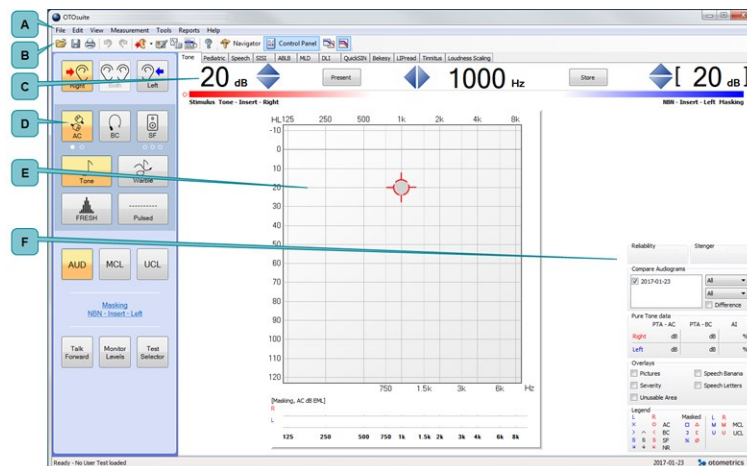 A
B
C
D
E
F
OTOsuite
File Edit View Measurement Tools Reports Help
Navigator Control Panel
Tone Pediatric Speech SISI ABLB MLD DLI QuickSIN Bekesy LIPread Tinnitus Loudness Scaling
20 dB Present 1000 Hz Store [ 20 dB ]
Stimulus Tone - Insert - Right NBN - Insert - Left Masking
Right Both Left
AC BC SF
Tone Warble
FRESH Pulsed
AUD MCL UCL
Masking
NBN - Insert - Left
Talk Forward Monitor Levels Test Selector
HL 125 250 500 1k 2k 4k 8k
-10
0
10
20
30
40
50
60
70
80
90
100
110
120
750 1.5k 3k 6k Hz
[Masking, AC dB EML]
R
L
125 250 500 750 1k 1.5k 2k 3k 4k 6k 8k
Reliability Stenger
Compare Audiograms
2017-01-23 All
All
Difference
Pure Tone data
PTA - AC PTA - BC AI
Right dB dB %
Left dB dB %
Overlays
Pictures Speech Banana
Severity Speech Letters
Unusable Area
Legend
L R Masked L R
AC MCL
BC UCL
SF
NR
Ready - No User Test loaded 2017-01-23 otometrics